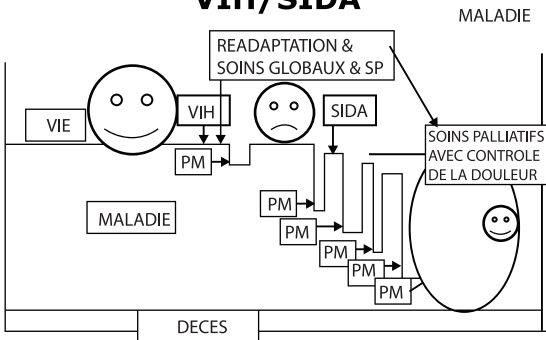 VIH/SIDA
MALADIE
READAPTATION &
SOINS GLOBAUX & SP
VIE
VIH
SIDA
SOINS PALLIATIFS
AVEC CONTROLE
DE LA DOULEUR
PM
PM
MALADIE
PM
PM
PM
PM
DECES